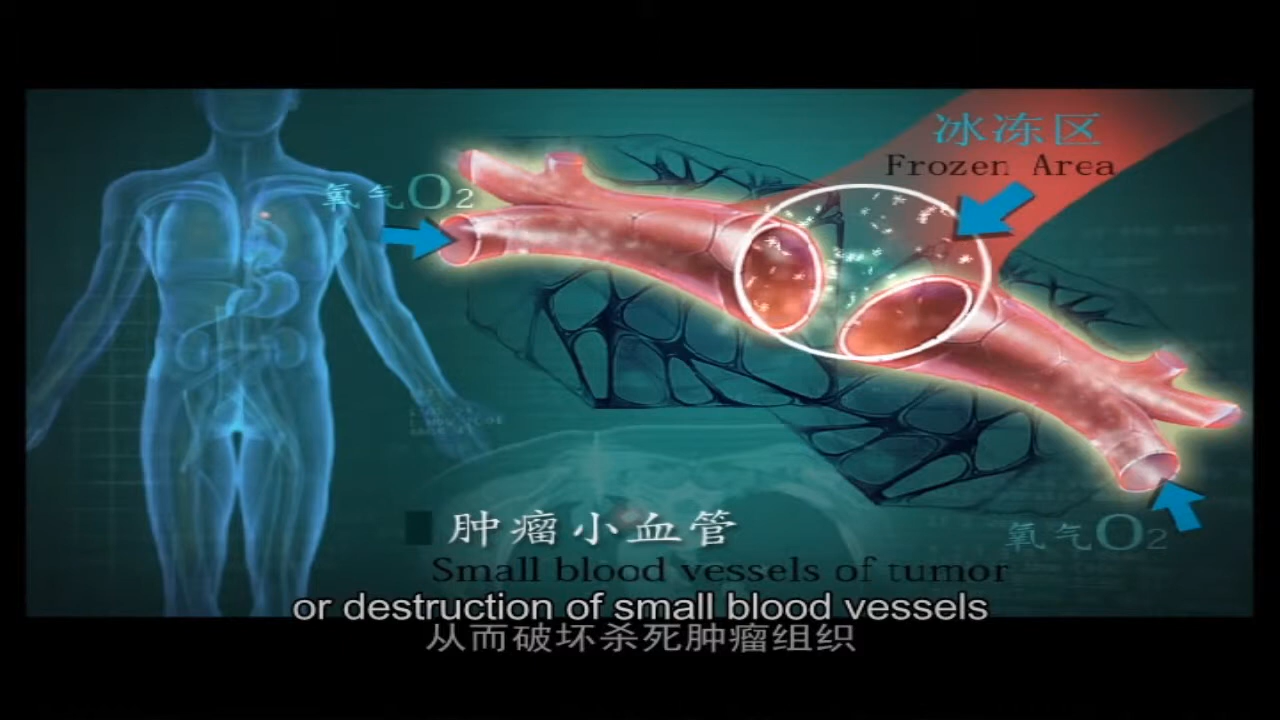 冰冻区
Frozen Area
氧气O2
肿瘤小血管
Small blood vessels of tumor
氧气O2
or destruction of small blood vessels
从而破坏杀死肿瘤组织